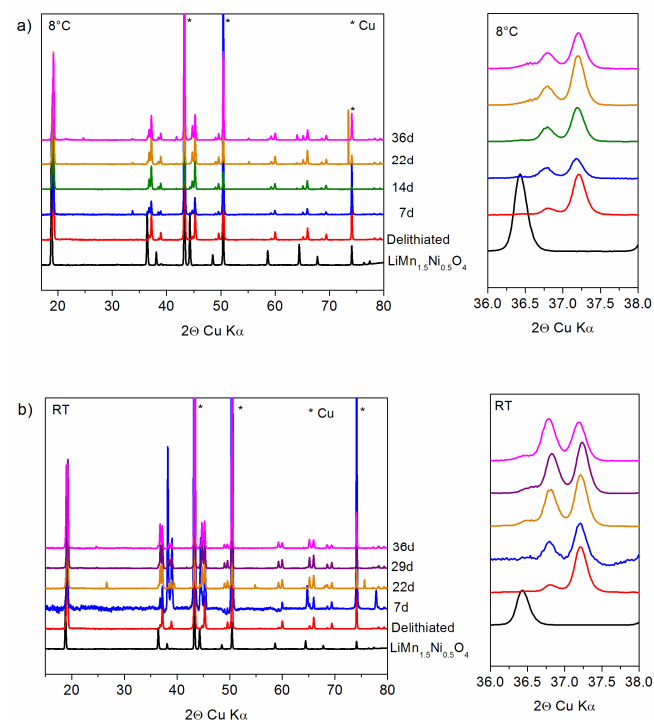 a)
8°C
*
*
* Cu
*
36d
22d
14d
7d
Delithiated
LiMn1.5Ni0.5O4
20 30 40 50 60 70 80
2Θ Cu Kα
8°C
36.0 36.5 37.0 37.5 38.0
2Θ Cu Kα
b)
RT
*
*
* Cu
*
36d
29d
22d
7d
Delithiated
LiMn1.5Ni0.5O4
20 30 40 50 60 70 80
2Θ Cu Kα
RT
36.0 36.5 37.0 37.5 38.0
2Θ Cu Kα